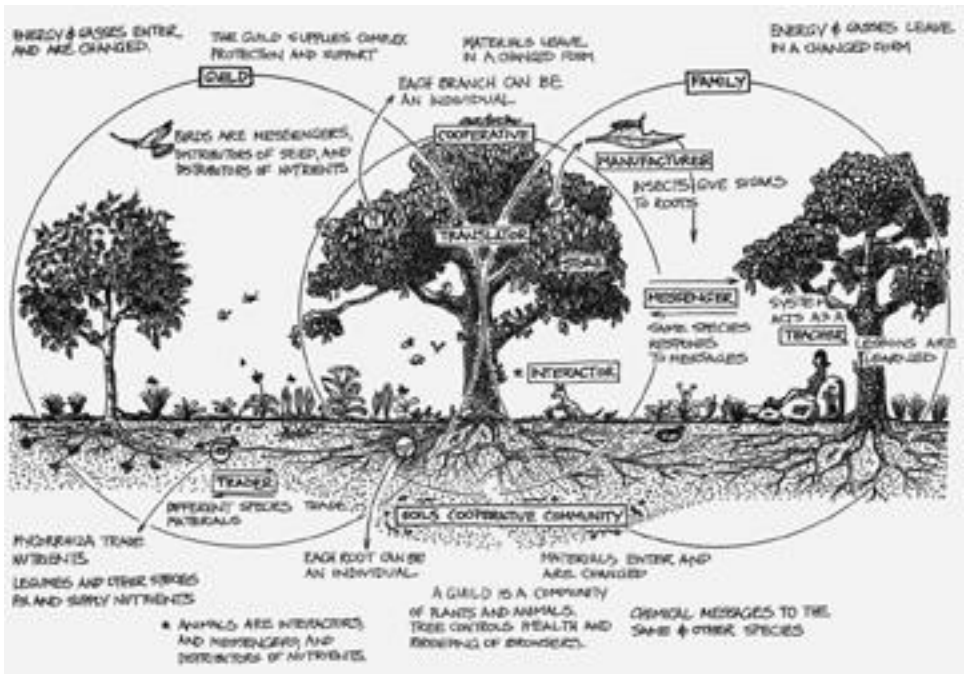 ENERGY & GASSES ENTER,
AND ARE CHANGED.
THE GUILD SUPPLIES COMPLEX
PROTECTION AND SUPPORT
MATERIALS LEAVE
IN A CHANGED FORM
ENERGY & GASSES LEAVE
IN A CHANGED FORM
GUILD
EACH BRANCH CAN BE
AN INDIVIDUAL.
FAMILY
BIRDS ARE MESSENGERS,
DISTRIBUTORS OF SEED, AND
DISTRIBUTORS OF NUTRIENTS
COOPERATIVE
MANUFACTURER
INSECTS GIVE SIGNS
TO ROOTS
TRANSLATOR
MESSENGER
SAME SPECIES
RESPONDS
TO MESSAGES
SYSTEM
ACTS AS A
TEACHER
LESSONS ARE
LEARNED
* INTERACTOR
TRADER
DIFFERENT SPECIES TRADE
MATERIALS
SOILS COOPERATIVE COMMUNITY
TRADE
NUTRIENTS
LEGUMES AND OTHER SPECIES
FIX AND SUPPLY NUTRIENTS
EACH ROOT CAN BE
AN INDIVIDUAL.
MATERIALS ENTER AND
ARE CHANGED
A GUILD IS A COMMUNITY
OF PLANTS AND ANIMALS.
TREE CONTROLS HEALTH AND
BREEDING OF BROWSERS.
CHEMICAL MESSAGES TO THE
SAME & OTHER SPECIES
* ANIMALS ARE INTERACTORS,
AND MESSENGERS, AND
DISTRIBUTORS OF NUTRIENTS.